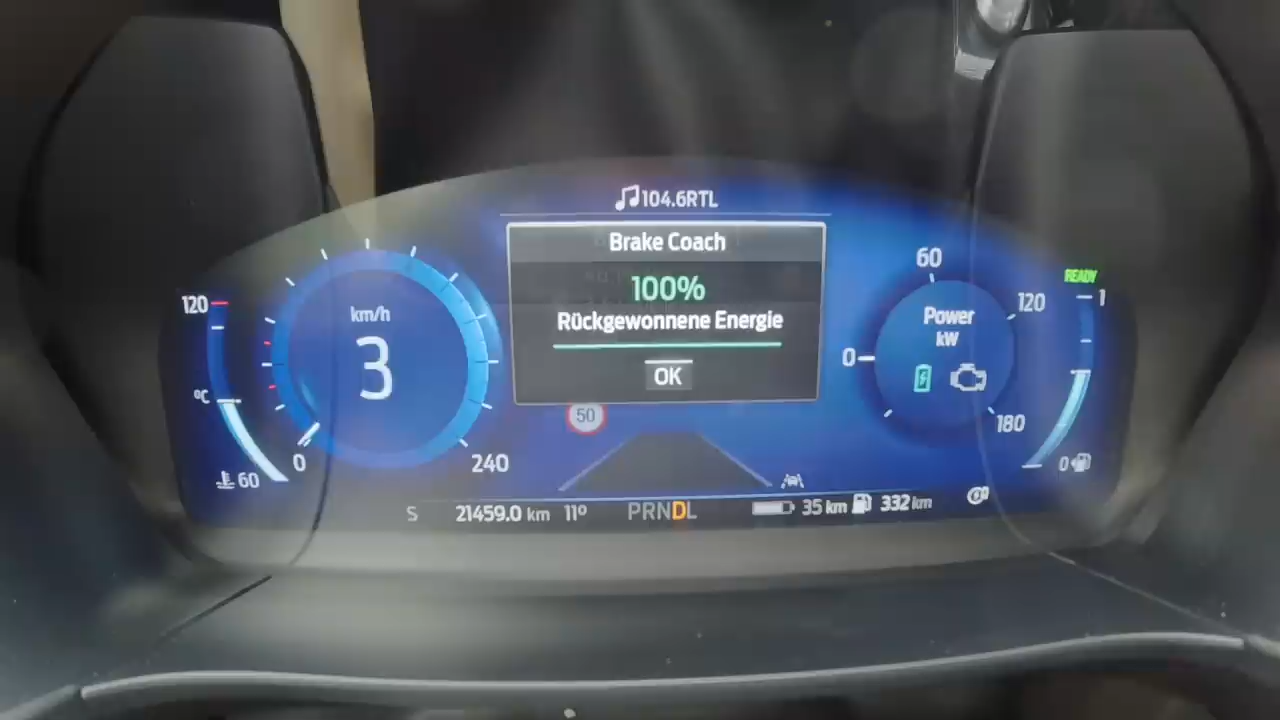 104.6RTL
Brake Coach
100%
Rückgewonnene Energie
OK
120
°C
60
km/h
3
0
240
50
60
0
120
180
Power
kW
READY
1
0
S 21459.0 km 11° PRNDL 35 km 332 km